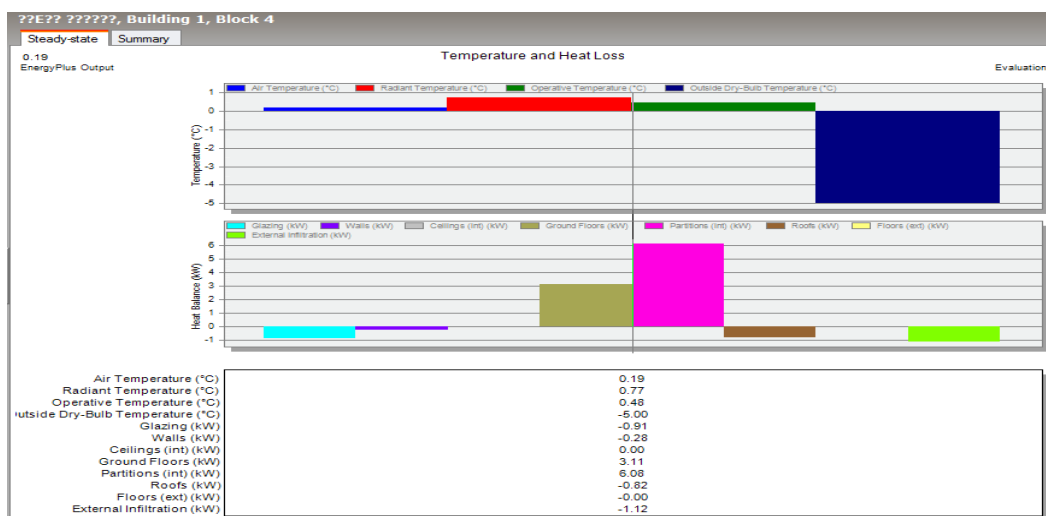 ??E?? ??????, Building 1, Block 4
Steady-state Summary
0.19 Temperature and Heat Loss
EnergyPlus Output Evaluation
Air Temperature (°C) Radiant Temperature (°C) Operative Temperature (°C) Outside Dry-Bulb Temperature (°C)
1
0
-1
-2
-3
-4
-5
Temperature (°C)
Glazing (kW) Walls (kW) Ceilings (int) (kW) Ground Floors (kW) Partitions (int) (kW) Roofs (kW) Floors (ext) (kW)
External Infiltration (kW)
6
5
4
3
2
1
0
-1
Heat Balance (kW)
Air Temperature (°C) 0.19
Radiant Temperature (°C) 0.77
Operative Temperature (°C) 0.48
utside Dry-Bulb Temperature (°C) -5.00
Glazing (kW) -0.91
Walls (kW) -0.28
Ceilings (int) (kW) 0.00
Ground Floors (kW) 3.11
Partitions (int) (kW) 6.08
Roofs (kW) -0.82
Floors (ext) (kW) -0.00
External Infiltration (kW) -1.12